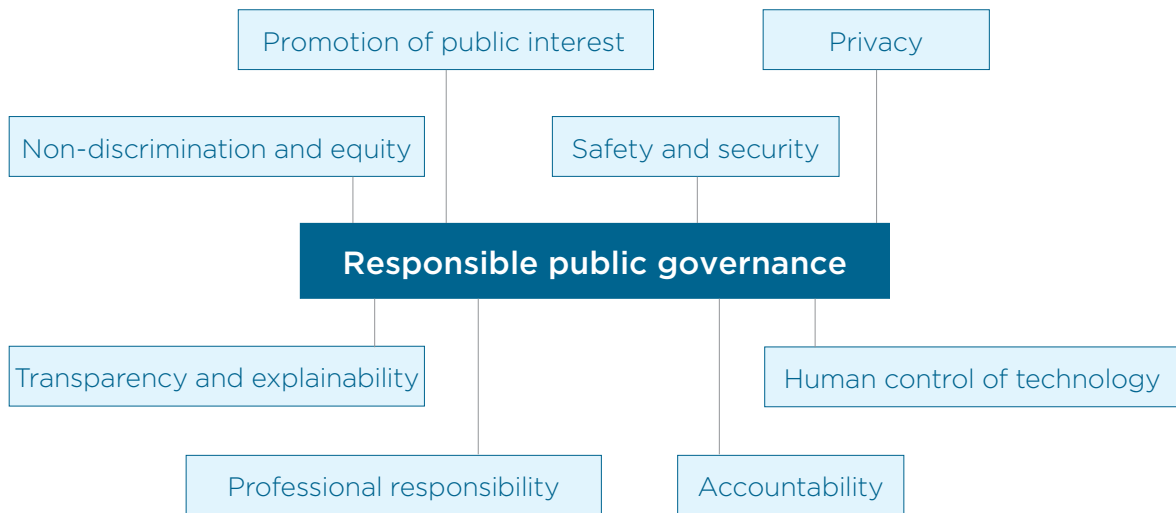 Promotion of public interest
Privacy
Non-discrimination and equity
Safety and security
Responsible public governance
Transparency and explainability
Human control of technology
Professional responsibility
Accountability